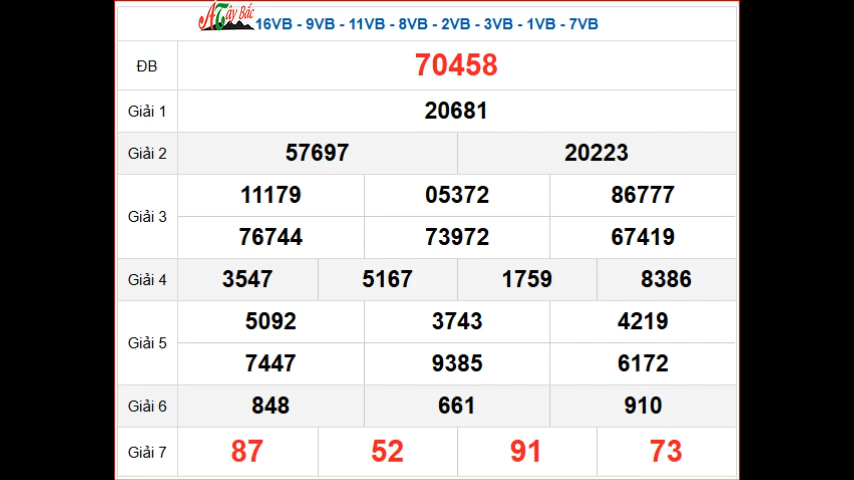 ATây Bắc 16VB - 9VB - 11VB - 8VB - 2VB - 3VB - 1VB - 7VB
ĐB 70458
Giải 1 20681
Giải 2 57697 20223
Giải 3
11179 05372 86777
76744 73972 67419
Giải 4 3547 5167 1759 8386
Giải 5
5092 3743 4219
7447 9385 6172
Giải 6 848 661 910
Giải 7 87 52 91 73